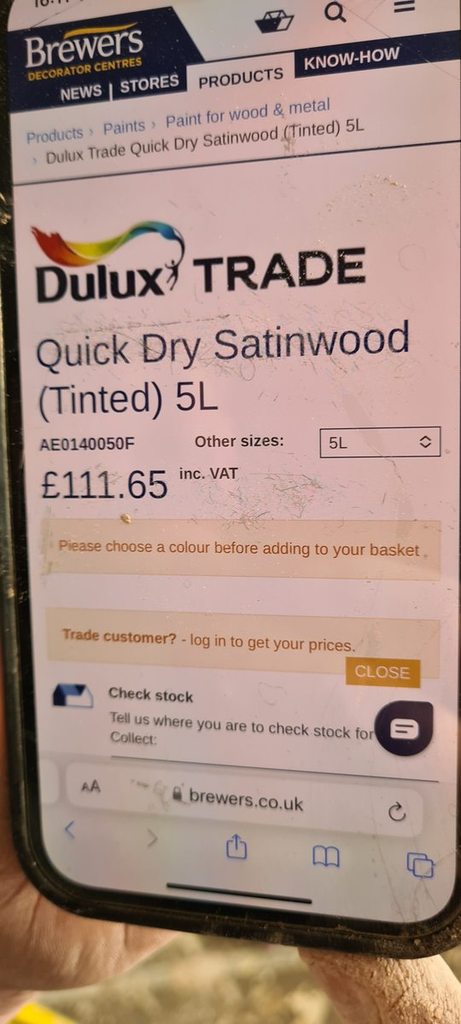 Brewers
DECORATOR CENTRES
NEWS | STORES PRODUCTS KNOW-HOW
Products › Paints › Paint for wood & metal
› Dulux Trade Quick Dry Satinwood (Tinted) 5L
Dulux TRADE
Quick Dry Satinwood
(Tinted) 5L
AE0140050F Other sizes: 5L
£111.65 inc. VAT
Please choose a colour before adding to your basket
Trade customer? - log in to get your prices.
CLOSE
Check stock
Tell us where you are to check stock for
Collect:
AA brewers.co.uk